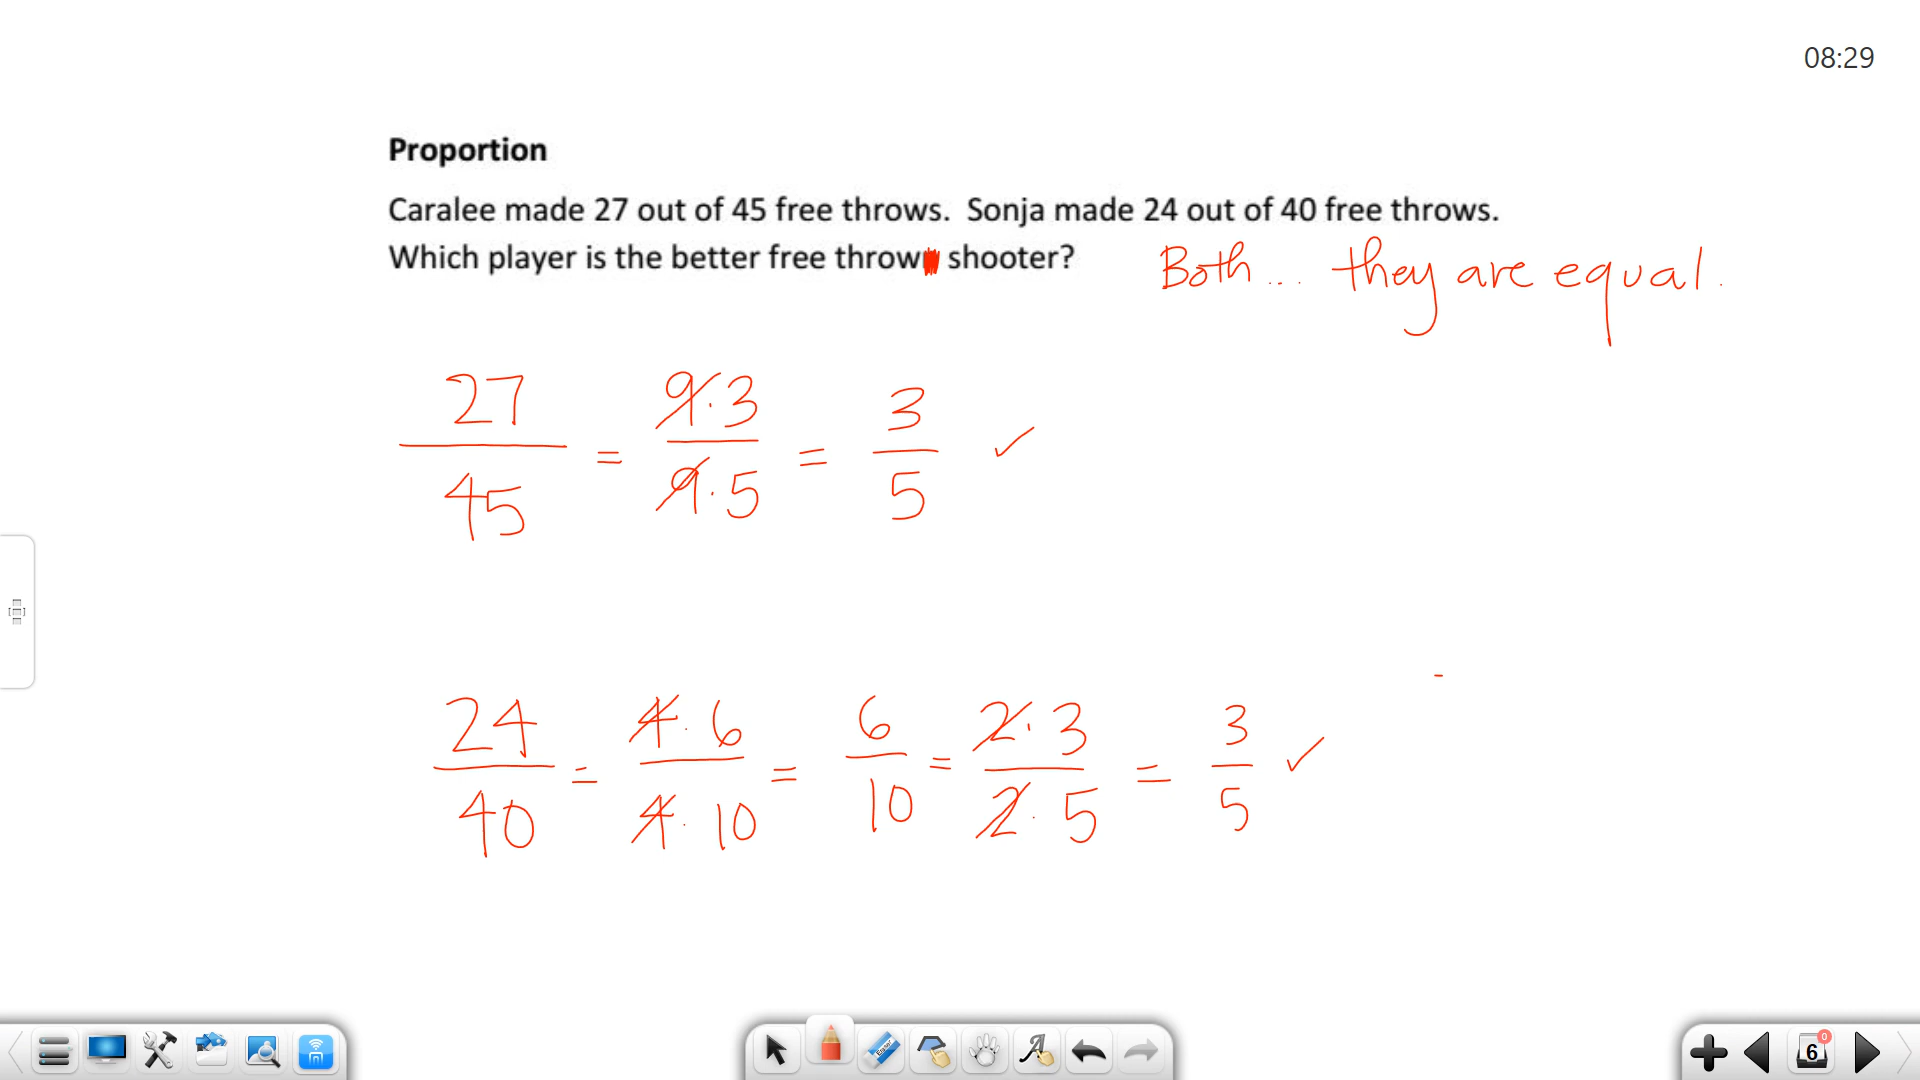 08:29
Proportion
Caralee made 27 out of 45 free throws. Sonja made 24 out of 40 free throws.
Which player is the better free throw shooter?
Both... they are equal.
27/45 = 9·3/9·5 = 3/5 ✓
24/40 = 4·6/4·10 = 6/10 = 2·3/2·5 = 3/5 ✓
Eraser
A
6
0